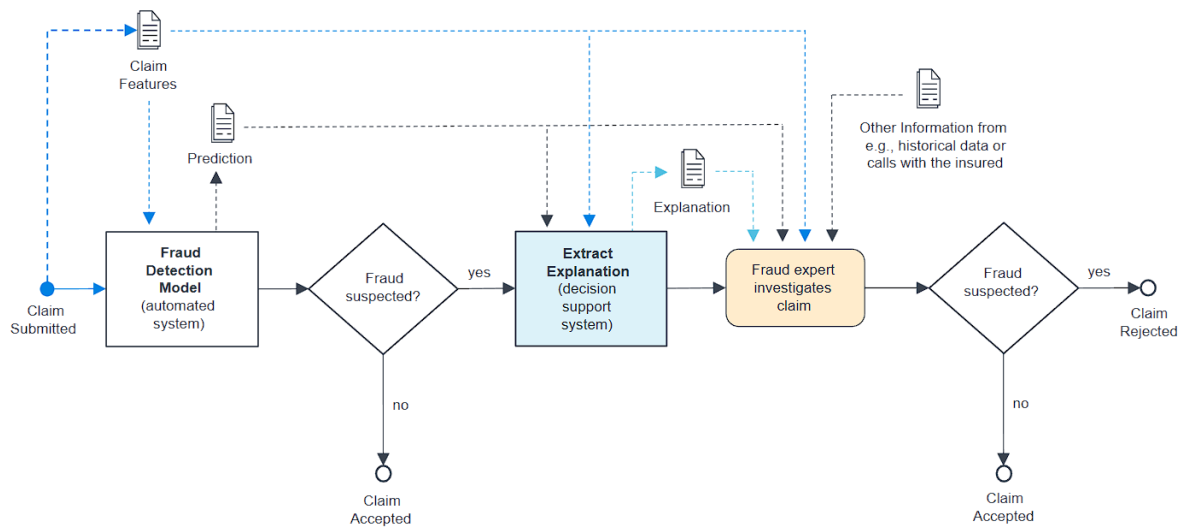 Claim
Features
Prediction
Other Information from
e.g., historical data or
calls with the insured
Explanation
Claim
Submitted
Fraud
Detection
Model
(automated
system)
Fraud
suspected?
yes
no
Claim
Accepted
Extract
Explanation
(decision
support
system)
Fraud expert
investigates
claim
Fraud
suspected?
yes
Claim
Rejected
no
Claim
Accepted